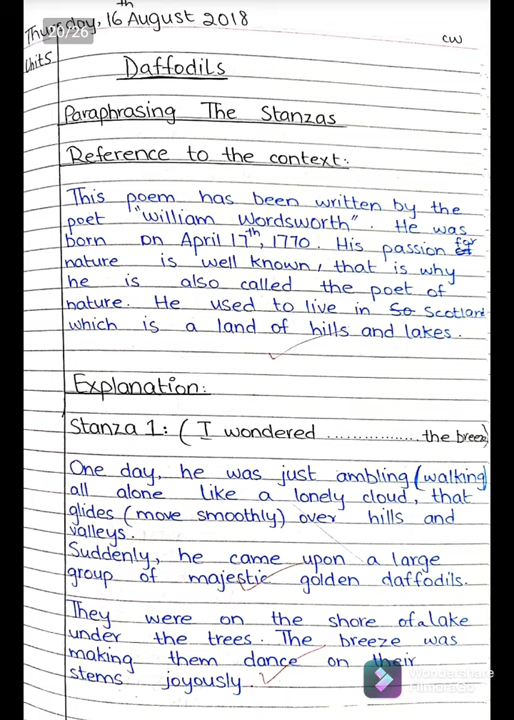 Thursday, 16th August 2018
20/26
CW
Unit 5
Daffodils
Paraphrasing The Stanzas
Reference to the context:
This poem has been written by the
poet "William Wordsworth". He was
born on April 17th, 1770. His passion for
nature is well known, that is why
he is also called the poet of
nature. He used to live in So Scotland
which is a land of hills and lakes.
Explanation:
Stanza 1: (I wondered .................. the breeze)
One day, he was just ambling (walking)
all alone like a lonely cloud, that
glides (move smoothly) over hills and
valleys.
Suddenly, he came upon a large
group of majestic golden daffodils.
They were on the shore of a lake
under the trees. The breeze was
making them dance on their
stems joyously.
Wondershare
Filmora